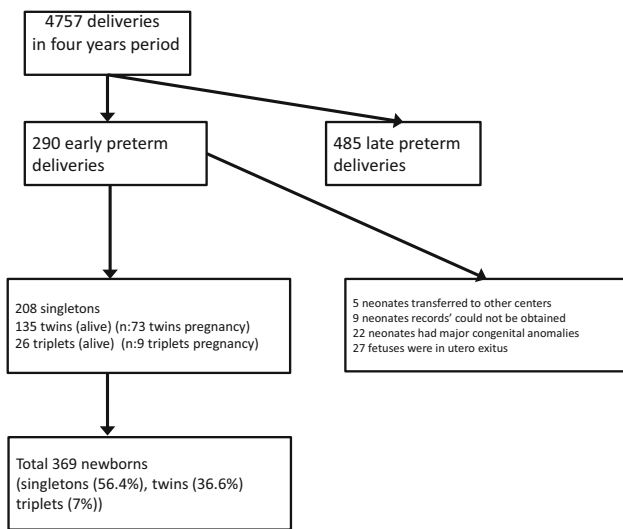 4757 deliveries
in four years period
290 early preterm
deliveries
485 late preterm
deliveries
208 singletons
135 twins (alive) (n:73 twins pregnancy)
26 triplets (alive) (n:9 triplets pregnancy)
5 neonates transferred to other centers
9 neonates records’ could not be obtained
22 neonates had major congenital anomalies
27 fetuses were in utero exitus
Total 369 newborns
(singletons (56.4%), twins (36.6%)
triplets (7%))